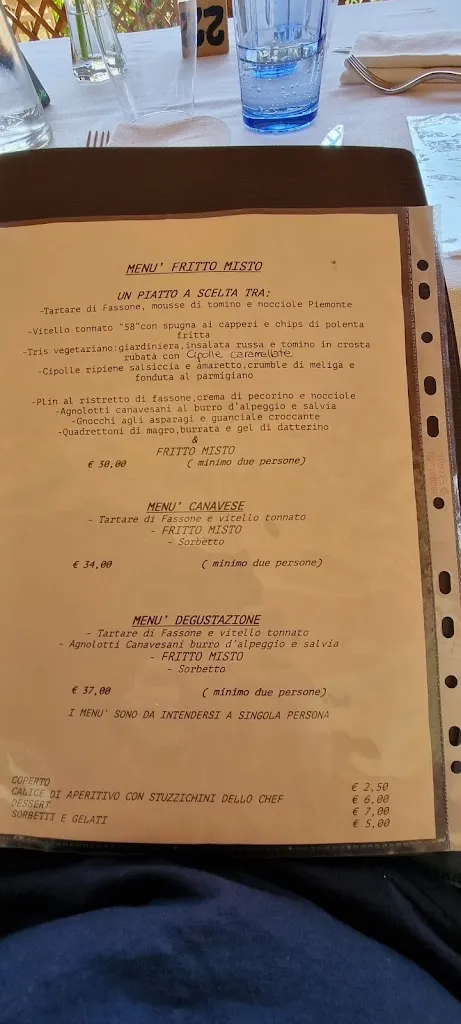 22
MENU' FRITTO MISTO
UN PIATTO A SCELTA TRA:
-Tartare di Fassone, mousse di tomino e nocciole Piemonte
-Vitello tonnato "58"con spugna ai capperi e chips di polenta
fritta
-Tris vegetariano:giardiniera,insalata russa e tomino in crosta
rubata con cipolle caramellate
-Cipolle ripiene salsiccia e amaretto,crumble di meliga e
fonduta al parmigiano
-Plin al ristretto di fassone,crema di pecorino e nocciole
-Agnolotti canavesani al burro d'alpeggio e salvia
-Gnocchi agli asparagi e guanciale croccante
-Quadrettoni di magro,burrata e gel di datterino
&
FRITTO MISTO
€ 30,00 ( minimo due persone)
MENU' CANAVESE
- Tartare di Fassone e vitello tonnato
- FRITTO MISTO
- Sorbetto
€ 34,00 ( minimo due persone)
MENU' DEGUSTAZIONE
- Tartare di Fassone e vitello tonnato
- Agnolotti Canavesani burro d'alpeggio e salvia
- FRITTO MISTO
- Sorbetto
€ 37,00 ( minimo due persone)
I MENU' SONO DA INTENDERSI A SINGOLA PERSONA
COPERTO € 2,50
CALICE DI APERITIVO CON STUZZICHINI DELLO CHEF € 6,00
DESSERT € 7,00
SORBETTI E GELATI € 5,00